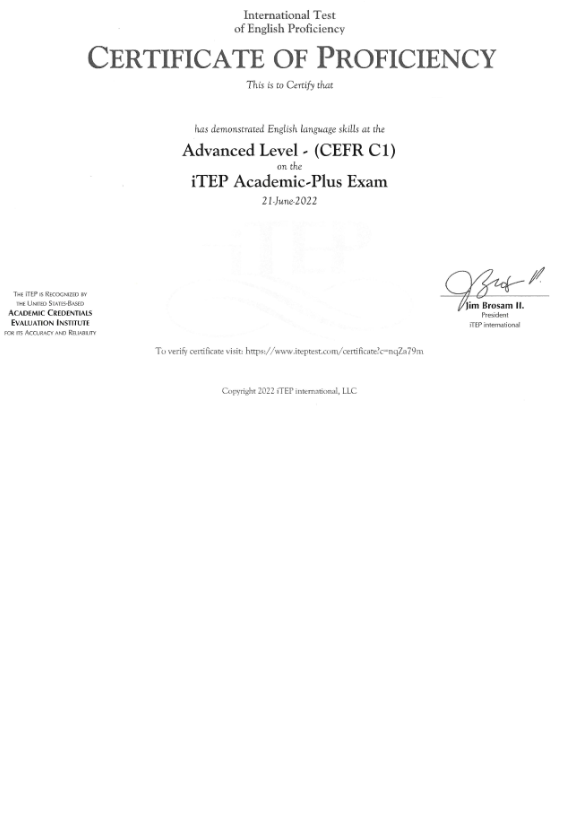 International Test
of English Proficiency
CERTIFICATE OF PROFICIENCY
This is to Certify that
has demonstrated English language skills at the
Advanced Level - (CEFR C1)
on the
iTEP Academic-Plus Exam
21-June-2022
iTEP
THE iTEP IS RECOGNIZED BY
THE UNITED STATES-BASED
ACADEMIC CREDENTIALS
EVALUATION INSTITUTE
FOR ITS ACCURACY AND RELIABILITY
Jim Brosam II.
President
iTEP international
To verify certificate visit: https://www.iteptest.com/certificate?c=nqZa79m
Copyright 2022 iTEP international, LLC